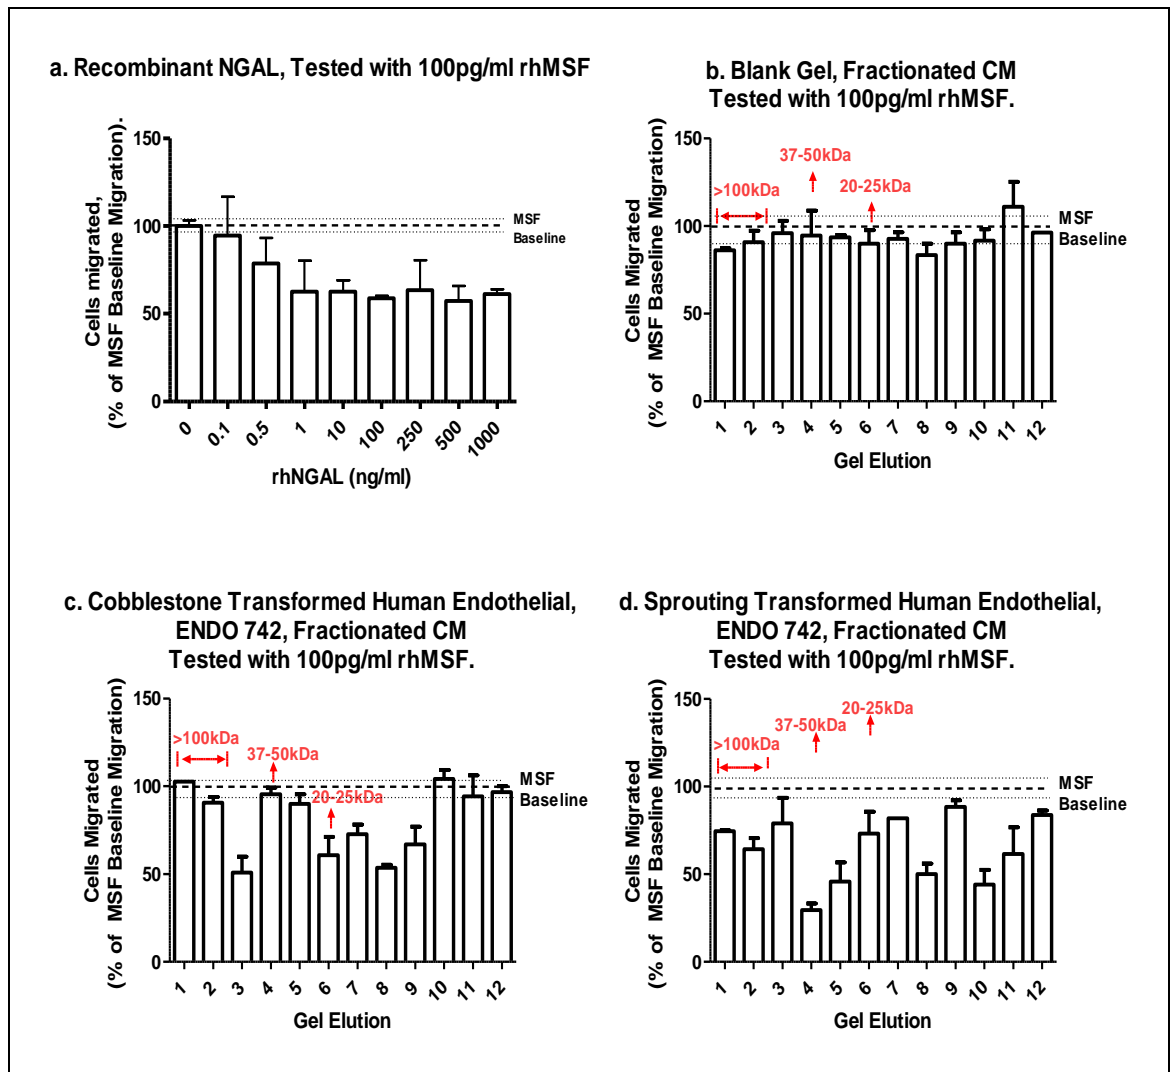 a. Recombinant NGAL, Tested with 100pg/ml rhMSF
150
100
50
0
Cells migrated,
(% of MSF Baseline Migration).
MSF
Baseline
0
0.1
0.5
1
10
100
250
500
1000
rhNGAL (ng/ml)
b. Blank Gel, Fractionated CM
Tested with 100pg/ml rhMSF.
150
100
50
0
Cells Migrated
(% of MSF Baseline Migration)
37-50kDa
>100kDa
20-25kDa
MSF
Baseline
1
2
3
4
5
6
7
8
9
10
11
12
Gel Elution
c. Cobblestone Transformed Human Endothelial,
ENDO 742, Fractionated CM
Tested with 100pg/ml rhMSF.
150
100
50
0
Cells Migrated
(% of MSF Baseline Migration)
>100kDa
37-50kDa
20-25kDa
MSF
Baseline
1
2
3
4
5
6
7
8
9
10
11
12
Gel Elution
d. Sprouting Transformed Human Endothelial,
ENDO 742, Fractionated CM
Tested with 100pg/ml rhMSF.
150
100
50
0
Cells Migrated
(% of MSF Baseline Migration)
20-25kDa
37-50kDa
>100kDa
MSF
Baseline
1
2
3
4
5
6
7
8
9
10
11
12
Gel Elution